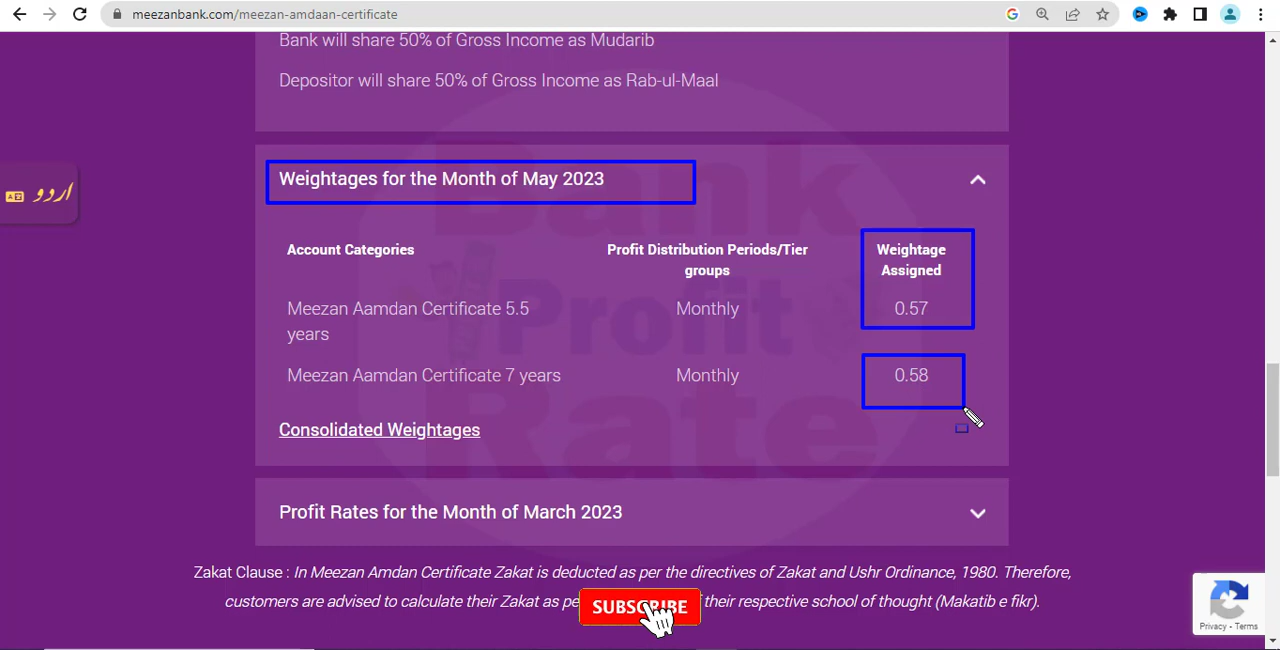 meezanbank.com/meezan-amdaan-certificate
Bank will share 50% of Gross Income as Mudarib
Depositor will share 50% of Gross Income as Rab-ul-Maal
اردو
Weightages for the Month of May 2023
Account Categories
Profit Distribution Periods/Tier
groups
Weightage
Assigned
Meezan Aamdan Certificate 5.5
years
Monthly
0.57
Meezan Aamdan Certificate 7 years
Monthly
0.58
Consolidated Weightages
Bank
Profit
Rate
Profit Rates for the Month of March 2023
Zakat Clause : In Meezan Amdan Certificate Zakat is deducted as per the directives of Zakat and Ushr Ordinance, 1980. Therefore,
customers are advised to calculate their Zakat as their respective school of thought (Makatib e fikr).
SUBSCRIBE
Privacy - Terms